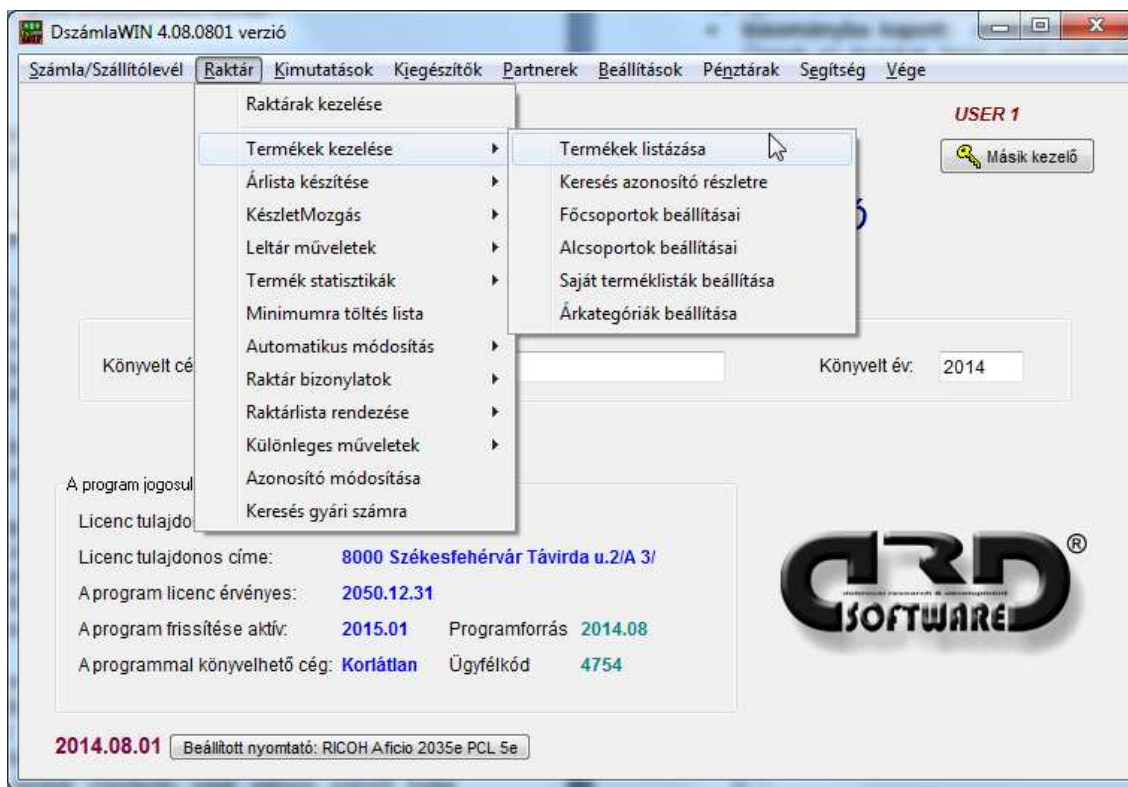 DszámlaWIN 4.08.0801 verzió
Számla/Szállítólevél Raktár Kimutatások Kiegészítők Partnerek Beállítások Pénztárak Segítség Vége
Raktárak kezelése
USER 1
Termékek kezelése
Termékek listázása
Másik kezelő
Árlista készítése
Keresés azonosító részletre
KészletMozgás
Főcsoportok beállításai
Leltár műveletek
Alcsoportok beállításai
Termék statisztikák
Saját terméklisták beállítása
Minimumra töltés lista
Árkategóriák beállítása
Automatikus módosítás
Könyvelt cé
Könyvelt év: 2014
Raktár bizonylatok
Raktárlista rendezése
Különleges műveletek
Azonosító módosítása
A program jogosul
Keresés gyári számra
Licenc tulajdo
Licenc tulajdonos címe: 8000 Székesfehérvár Távirda u.2/A 3/
A program licenc érvényes: 2050.12.31
A program frissítése aktív: 2015.01 Programforrás 2014.08
A programmal könyvelhető cég: Korlátlan Ügyfélkód 4754
DRD ®
SOFTWARE
2014.08.01 Beállított nyomtató: RICOH Aficio 2035e PCL 5e